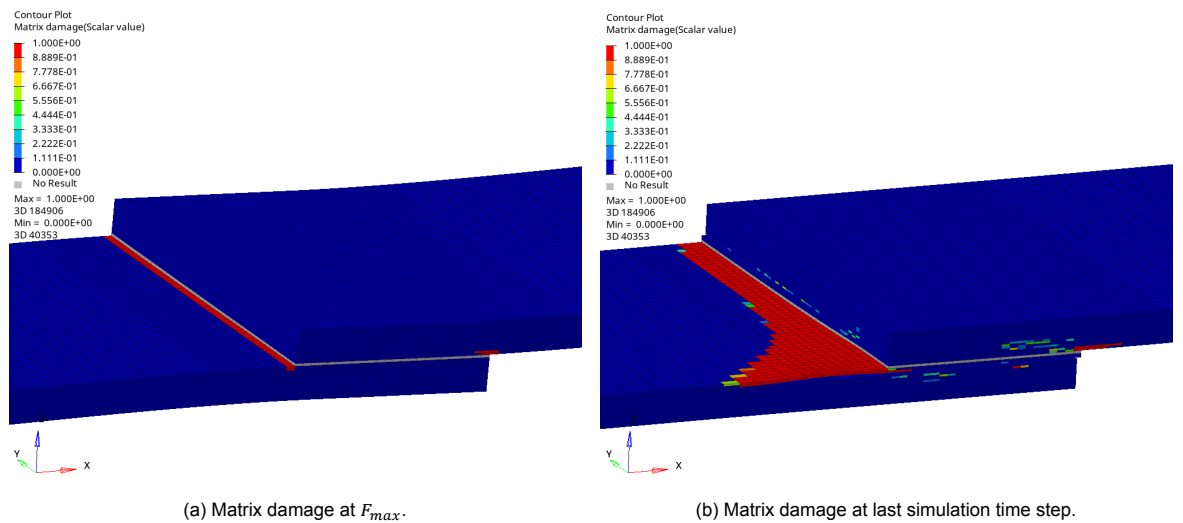 Contour Plot
Matrix damage(Scalar value)
1.000E+00
8.889E-01
7.778E-01
6.667E-01
5.556E-01
4.444E-01
3.333E-01
2.222E-01
1.111E-01
0.000E+00
No Result
Max = 1.000E+00
3D 184906
Min = 0.000E+00
3D 40353
Y
X
(a) Matrix damage at Fmax.
Contour Plot
Matrix damage(Scalar value)
1.000E+00
8.889E-01
7.778E-01
6.667E-01
5.556E-01
4.444E-01
3.333E-01
2.222E-01
1.111E-01
0.000E+00
No Result
Max = 1.000E+00
3D 184906
Min = 0.000E+00
3D 40353
Y
X
(b) Matrix damage at last simulation time step.